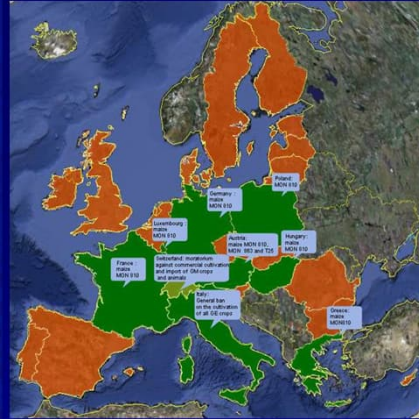 Poland:
maize
MON 810
Germany :
maize
MON 810
Luxembourg :
maize
MON 810
Austria:
maize MON 810,
MON 863 and T25
Hungary:
maize
MON 810
France :
maize
MON 810
Switzerland: moratorium
against commercial cultivation
and import of GM crops
and animals
Italy:
General ban
on the cultivation
of all GE crops
Greece:
maize
MON810